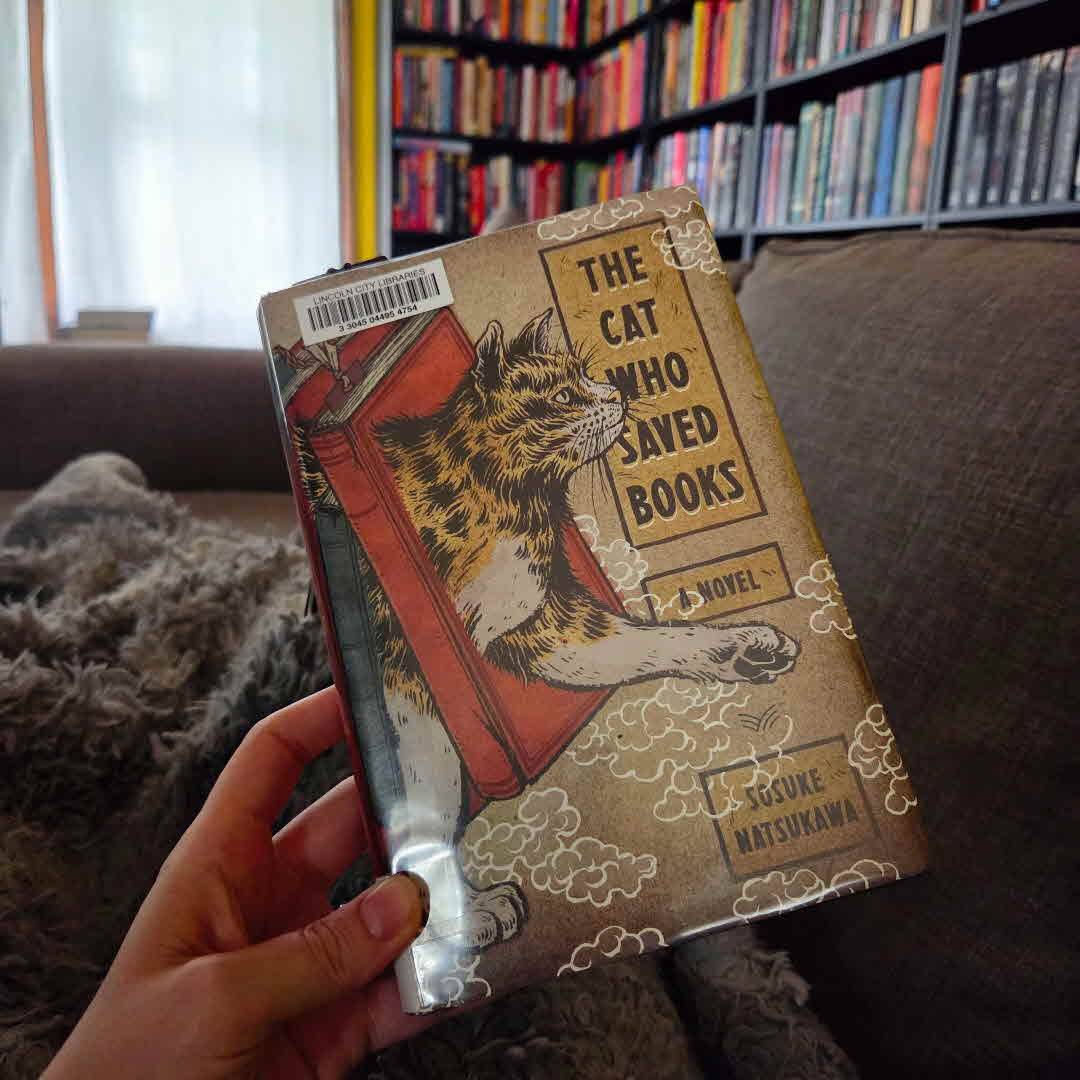 LINCOLN CITY LIBRARIES
3 3045 04495 4754
THE
CAT
WHO
SAVED
BOOKS
A NOVEL
SOSUKE
NATSUKAWA